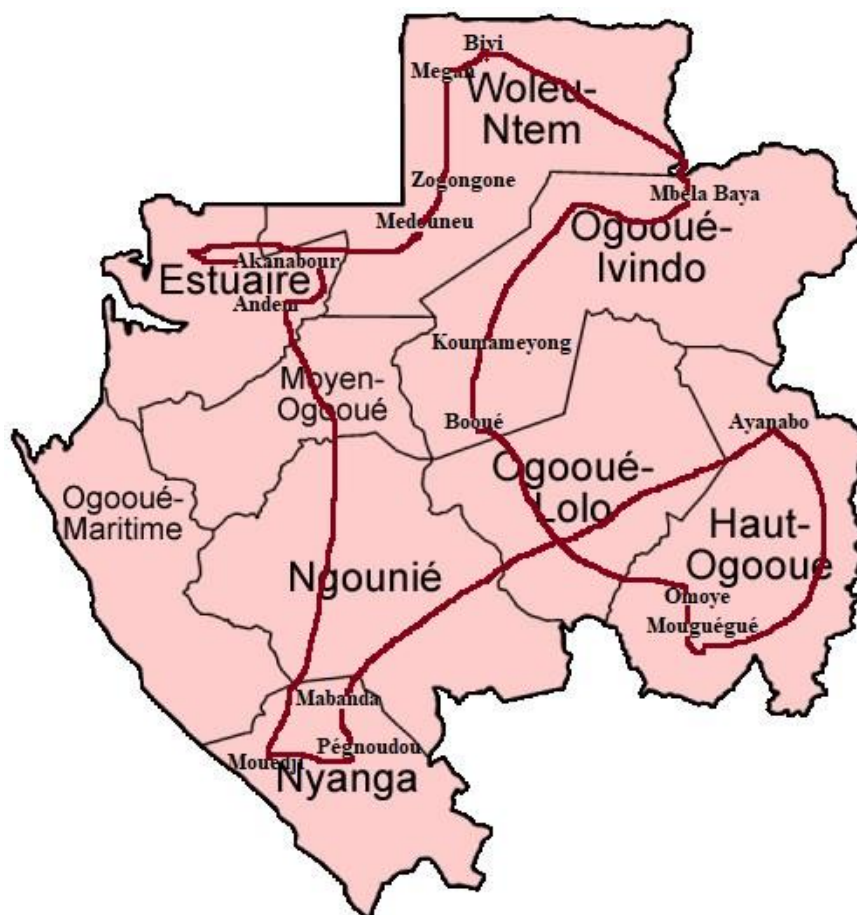 Biyi
Megan
Woleu-
Ntem
Zogongone
Mbela Baya
Medouneu
Ogooué-
Ivindo
Akanabour
Estuaire
Andem
Koumameyong
Moyen-
Ogooué
Booué
Ayanabo
Ogooué-
Lolo
Ogooué-
Maritime
Haut-
Ogooue
Ngounié
Omoye
Mouguégué
Mabanda
Pégnoudou
Mouedji
Nyanga